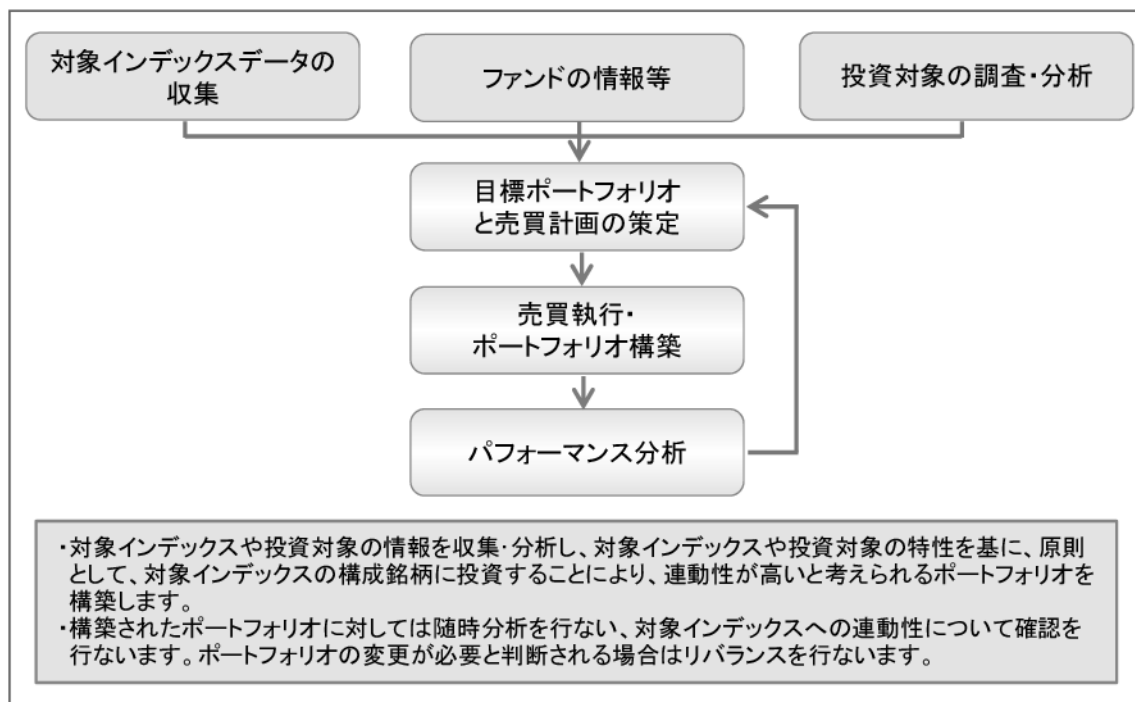 対象インデックスデータの
収集
ファンドの情報等
投資対象の調査・分析
目標ポートフォリオ
と売買計画の策定
売買執行・
ポートフォリオ構築
パフォーマンス分析
・対象インデックスや投資対象の情報を収集・分析し、対象インデックスや投資対象の特性を基に、原則
として、対象インデックスの構成銘柄に投資することにより、連動性が高いと考えられるポートフォリオを
構築します。
・構築されたポートフォリオに対しては随時分析を行ない、対象インデックスへの連動性について確認を
行ないます。ポートフォリオの変更が必要と判断される場合はリバランスを行ないます。